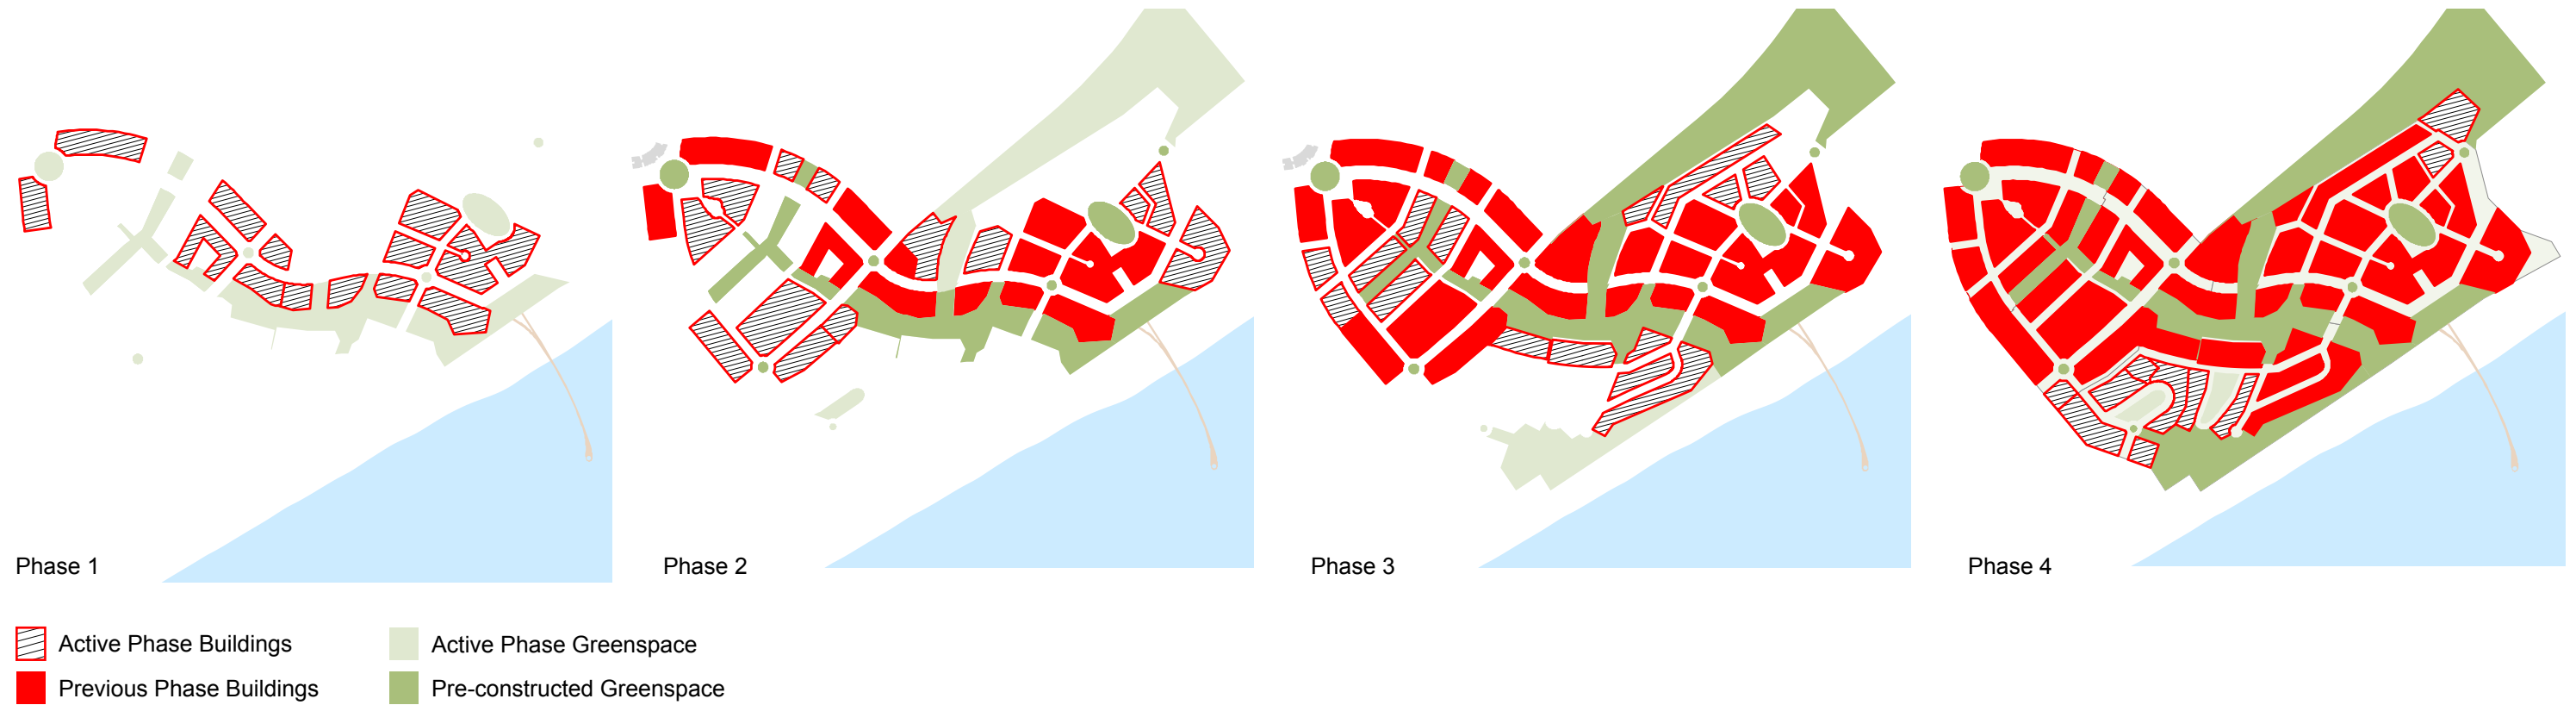 Phase 1
Phase 2
Phase 3
Phase 4
Active Phase Buildings
Active Phase Greenspace
Previous Phase Buildings
Pre-constructed Greenspace